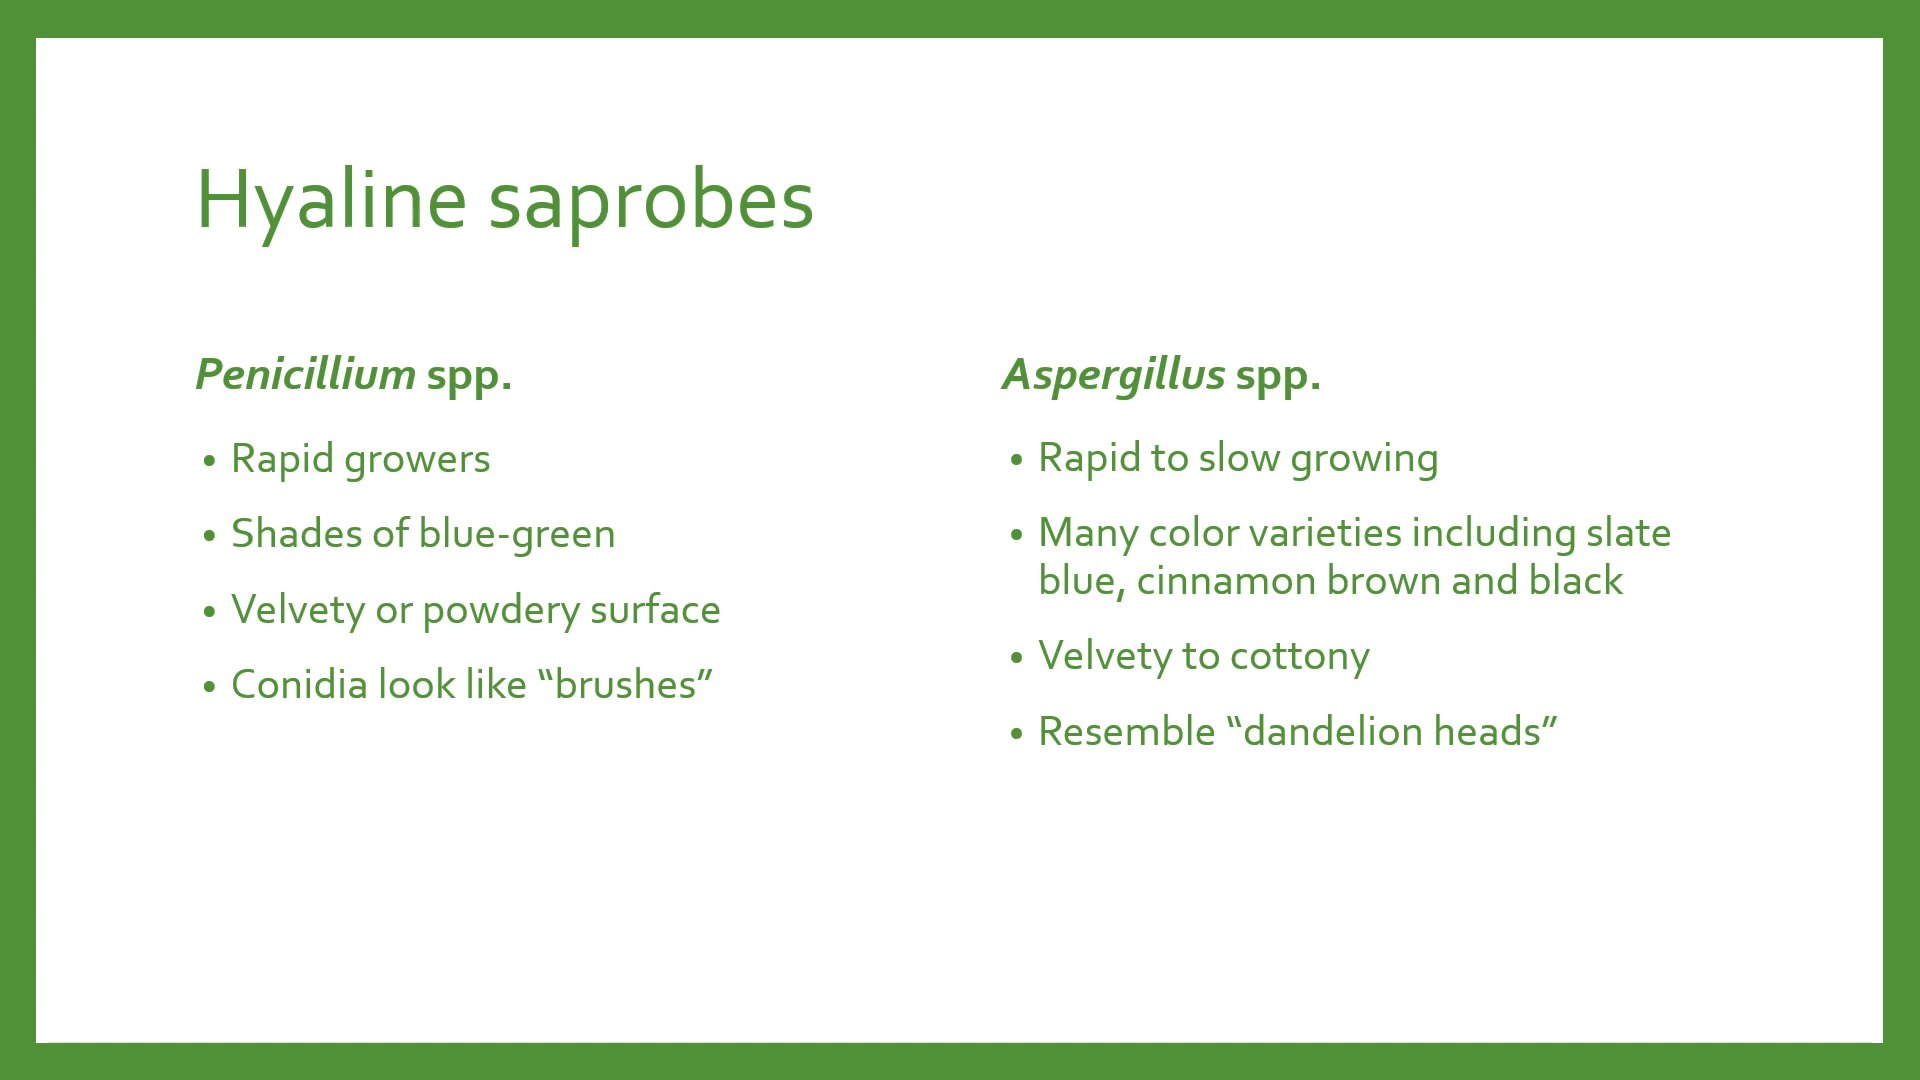 Hyaline saprobes
Penicillium spp.
• Rapid growers
• Shades of blue-green
• Velvety or powdery surface
• Conidia look like “brushes”
Aspergillus spp.
• Rapid to slow growing
• Many color varieties including slate
blue, cinnamon brown and black
• Velvety to cottony
• Resemble “dandelion heads”